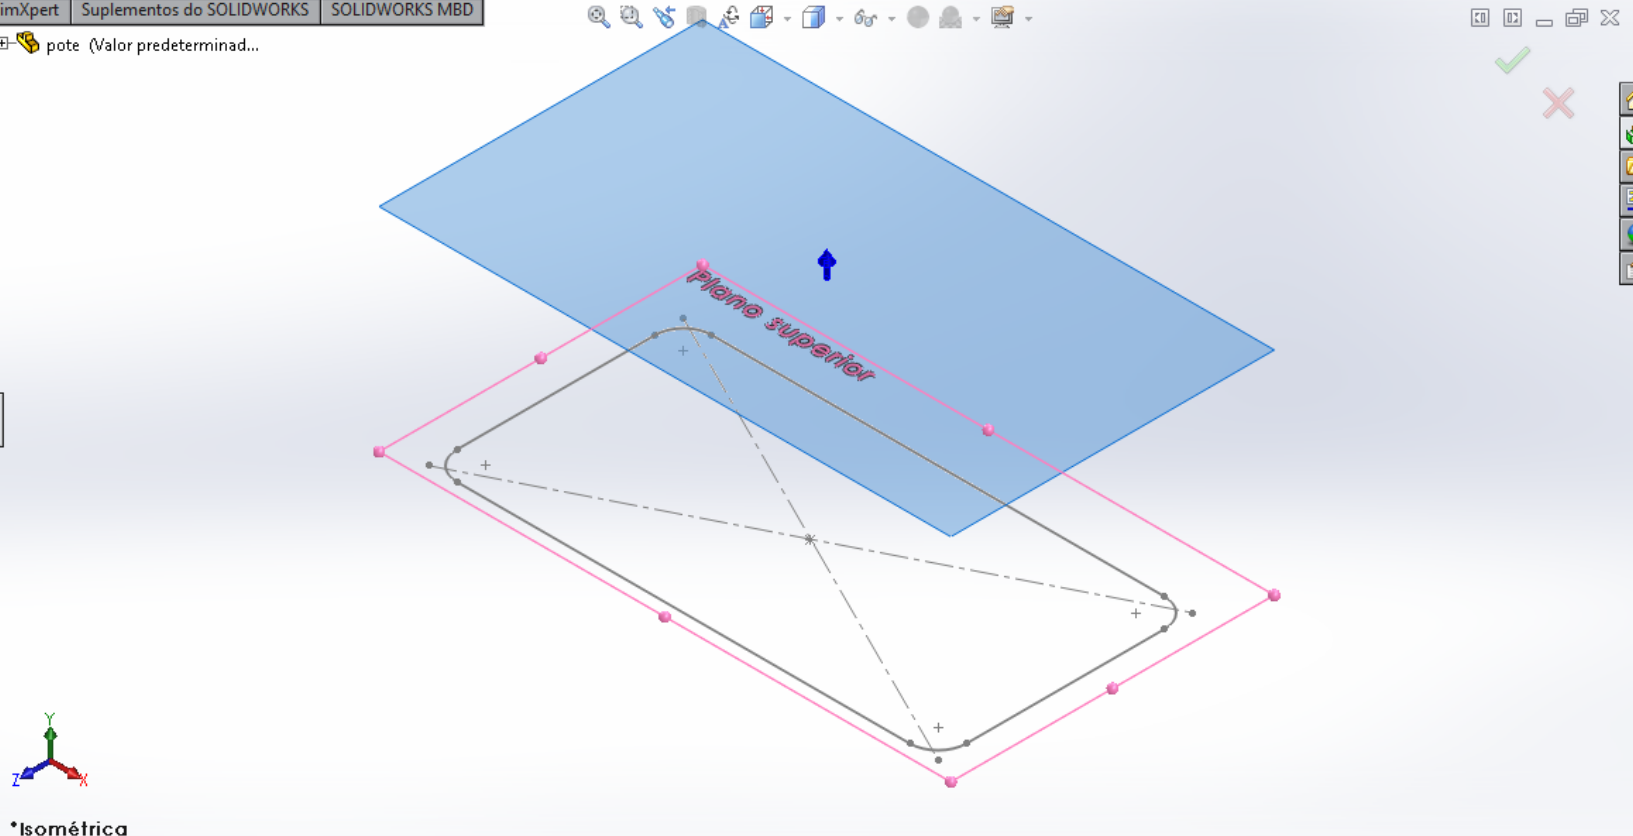 imXpert Suplementos do SOLIDWORKS SOLIDWORKS MBD
pote (Valor predeterminad...
Plano superior
Y
Z X
*Isométrica